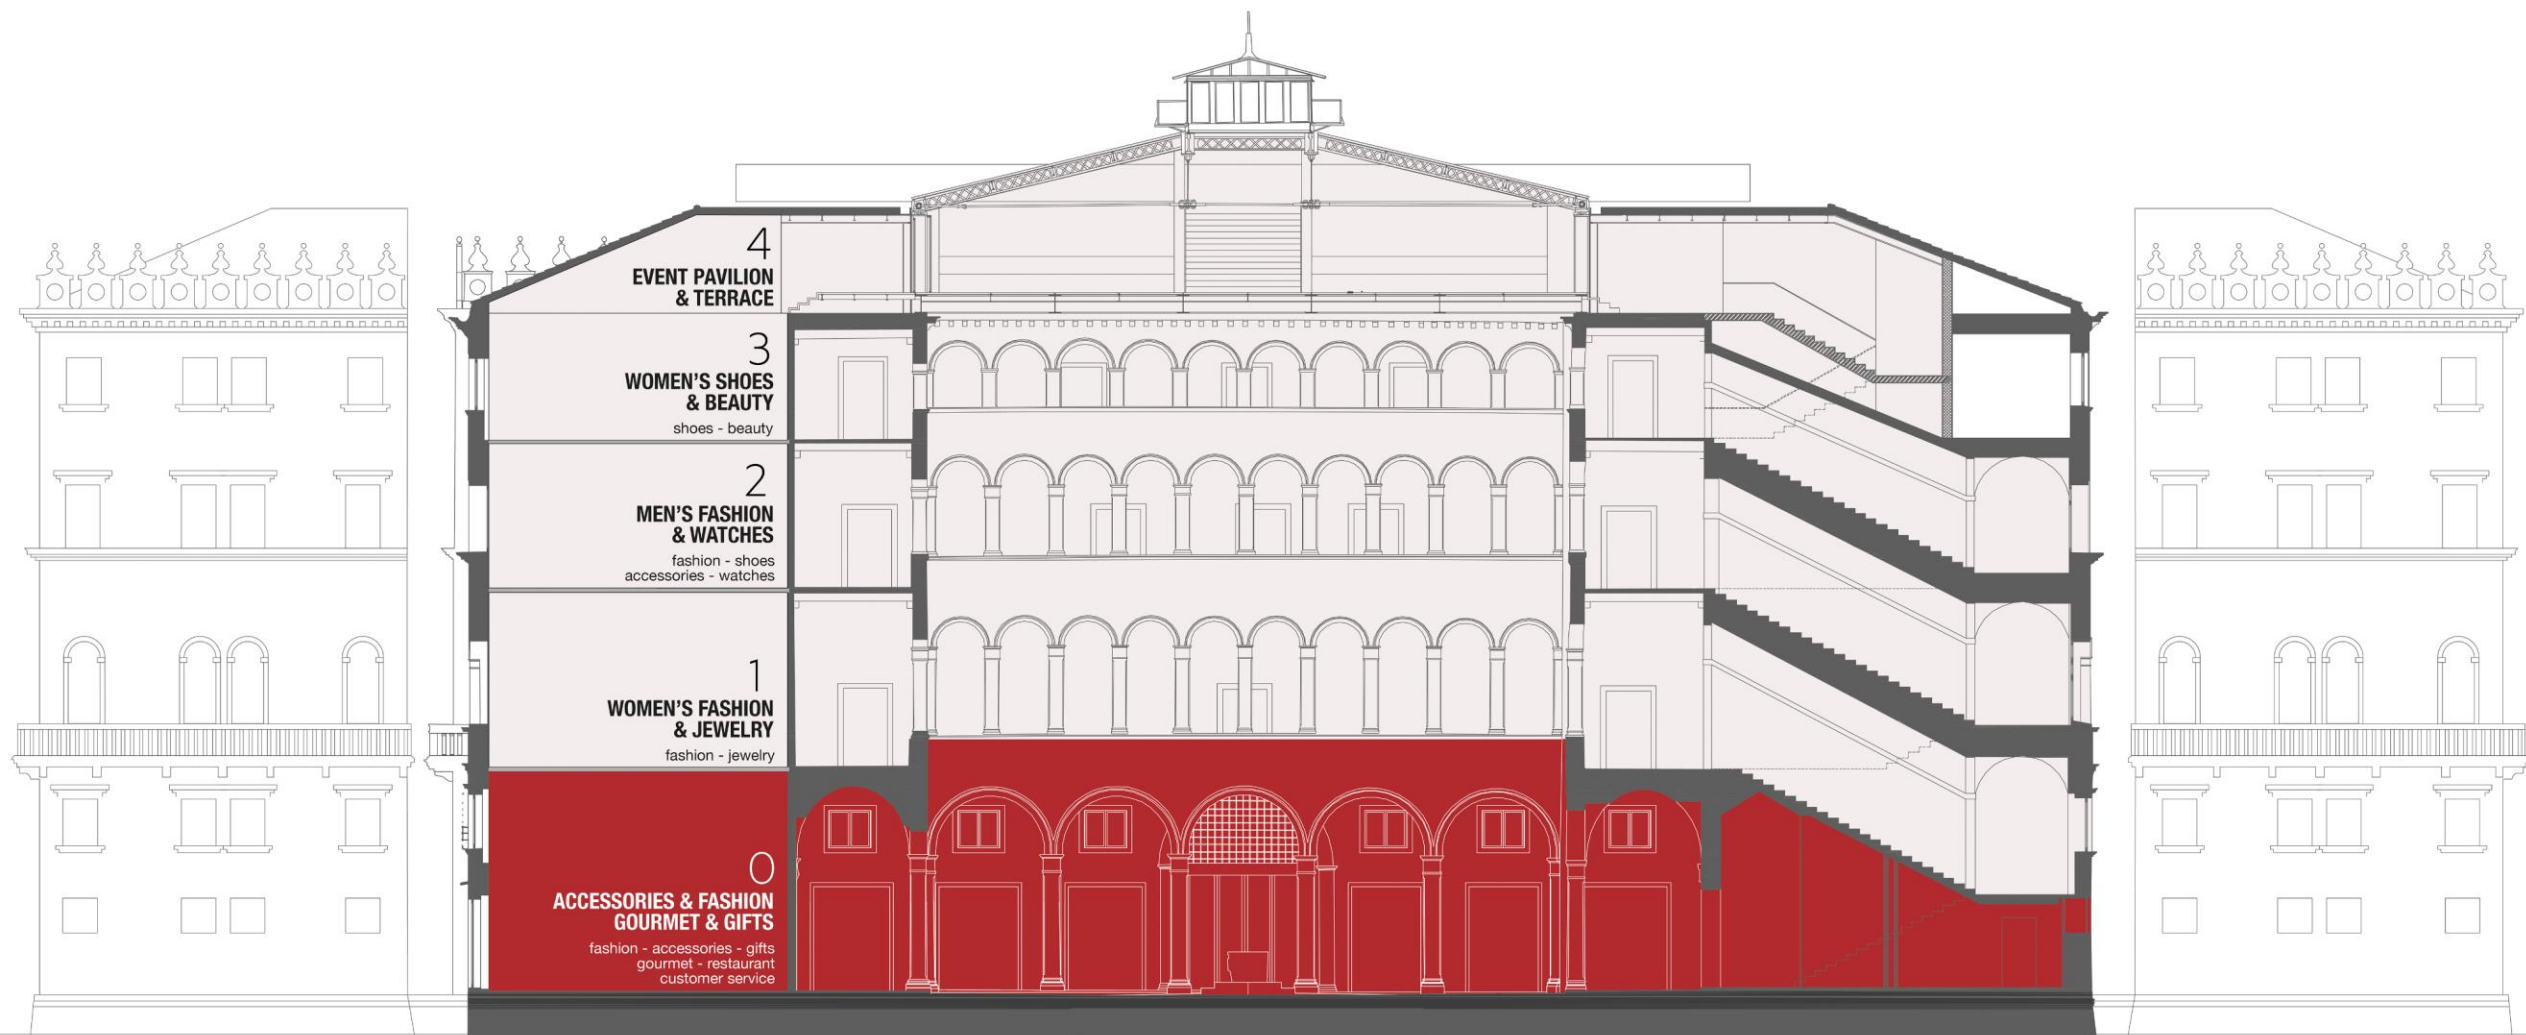 4
EVENT PAVILION
& TERRACE
3
WOMEN'S SHOES
& BEAUTY
shoes - beauty
2
MEN'S FASHION
& WATCHES
fashion - shoes
accessories - watches
1
WOMEN'S FASHION
& JEWELRY
fashion - jewelry
0
ACCESSORIES & FASHION
GOURMET & GIFTS
fashion - accessories - gifts
gourmet - restaurant
customer service